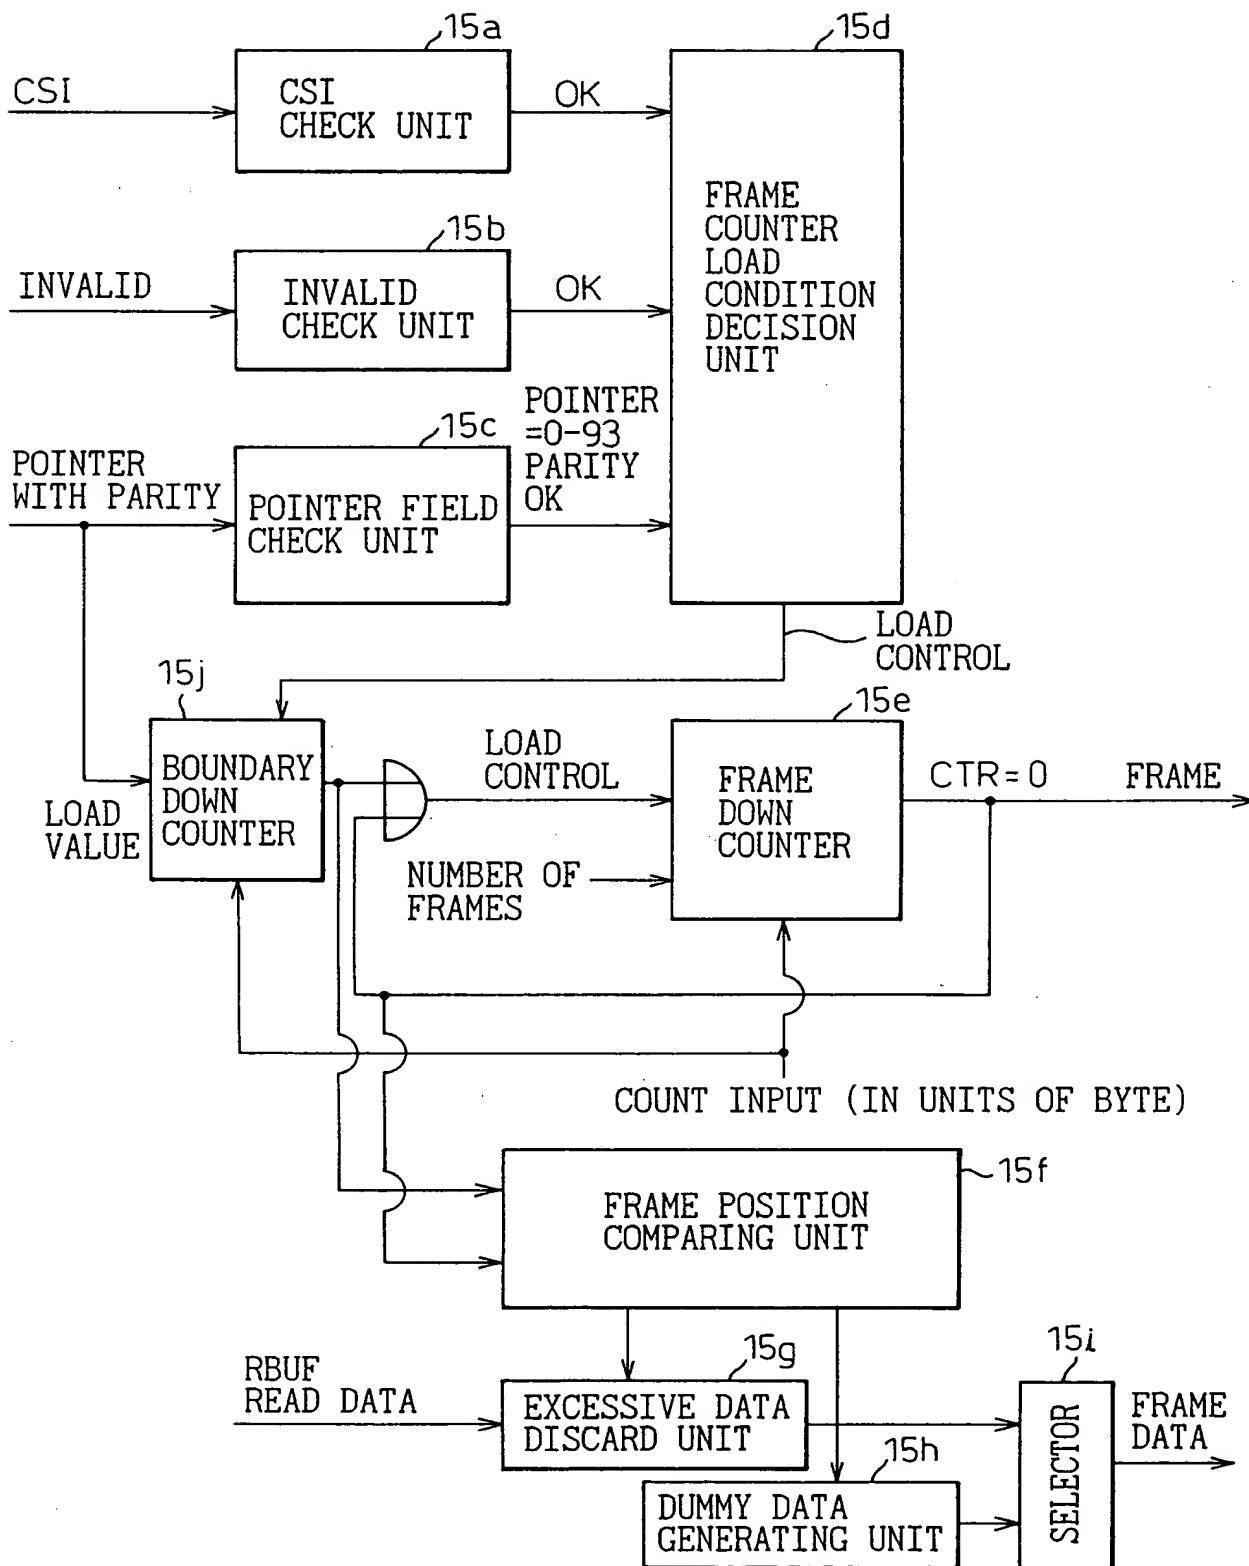 15a
15d
CSI
CSI
CHECK UNIT
OK
FRAME
COUNTER
LOAD
CONDITION
DECISION
UNIT
15b
INVALID
INVALID
CHECK UNIT
OK
15c
POINTER
WITH PARITY
POINTER FIELD
CHECK UNIT
POINTER
=0-93
PARITY
OK
LOAD
CONTROL
15j
BOUNDARY
DOWN
COUNTER
LOAD
VALUE
LOAD
CONTROL
15e
FRAME
DOWN
COUNTER
CTR=0
FRAME
NUMBER OF
FRAMES
COUNT INPUT (IN UNITS OF BYTE)
15f
FRAME POSITION
COMPARING UNIT
RBUF
READ DATA
15g
EXCESSIVE DATA
DISCARD UNIT
15h
DUMMY DATA
GENERATING UNIT
15i
SELECTOR
FRAME
DATA